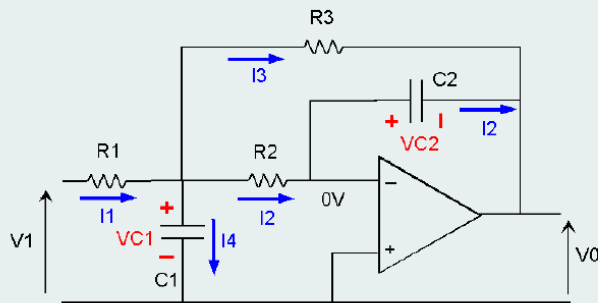 R3
I3
C2
+
I
VC2
I2
R1
R2
I1
I2
0V
−
+
VC1
I4
−
C1
+
V1
V0